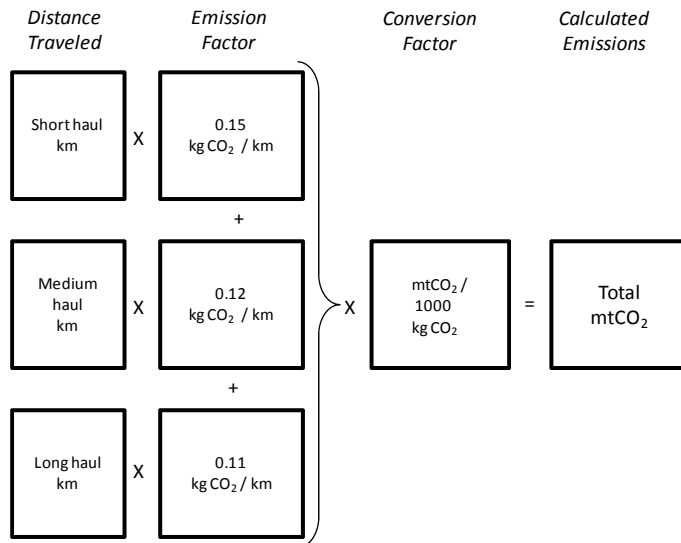 Distance
Traveled
Emission
Factor
Conversion
Factor
Calculated
Emissions
Short haul
km
X
0.15
kg CO₂ / km
+
Medium
haul
km
X
0.12
kg CO₂ / km
X
mtCO₂ /
1000
kg CO₂
=
Total
mtCO₂
+
Long haul
km
X
0.11
kg CO₂ / km